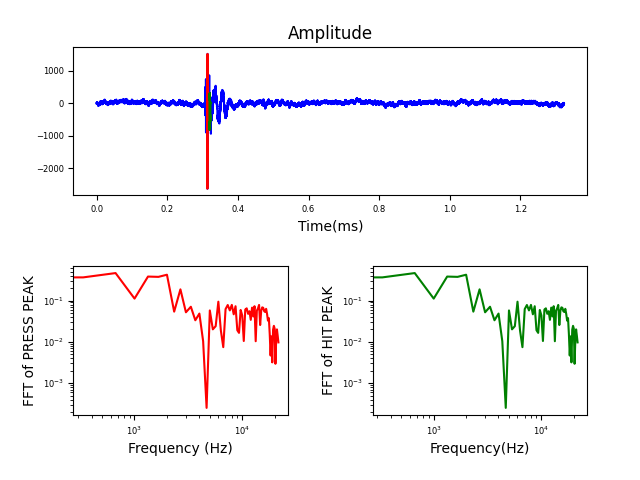 Amplitude
1000
0
−1000
−2000
0.0 0.2 0.4 0.6 0.8 1.0 1.2
Time(ms)
FFT of PRESS PEAK
10⁻¹
10⁻²
10⁻³
10³ 10⁴
Frequency (Hz)
FFT of HIT PEAK
10⁻¹
10⁻²
10⁻³
10³ 10⁴
Frequency(Hz)